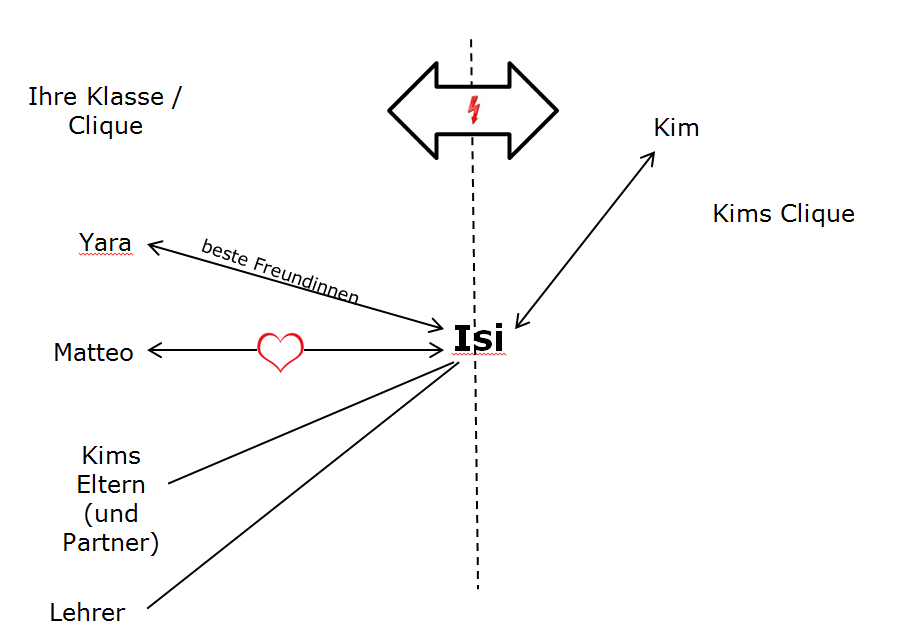 Ihre Klasse /
Clique
Kim
Kims Clique
Yara
beste Freundinnen
Isi
Matteo
Kims
Eltern
(und
Partner)
Lehrer